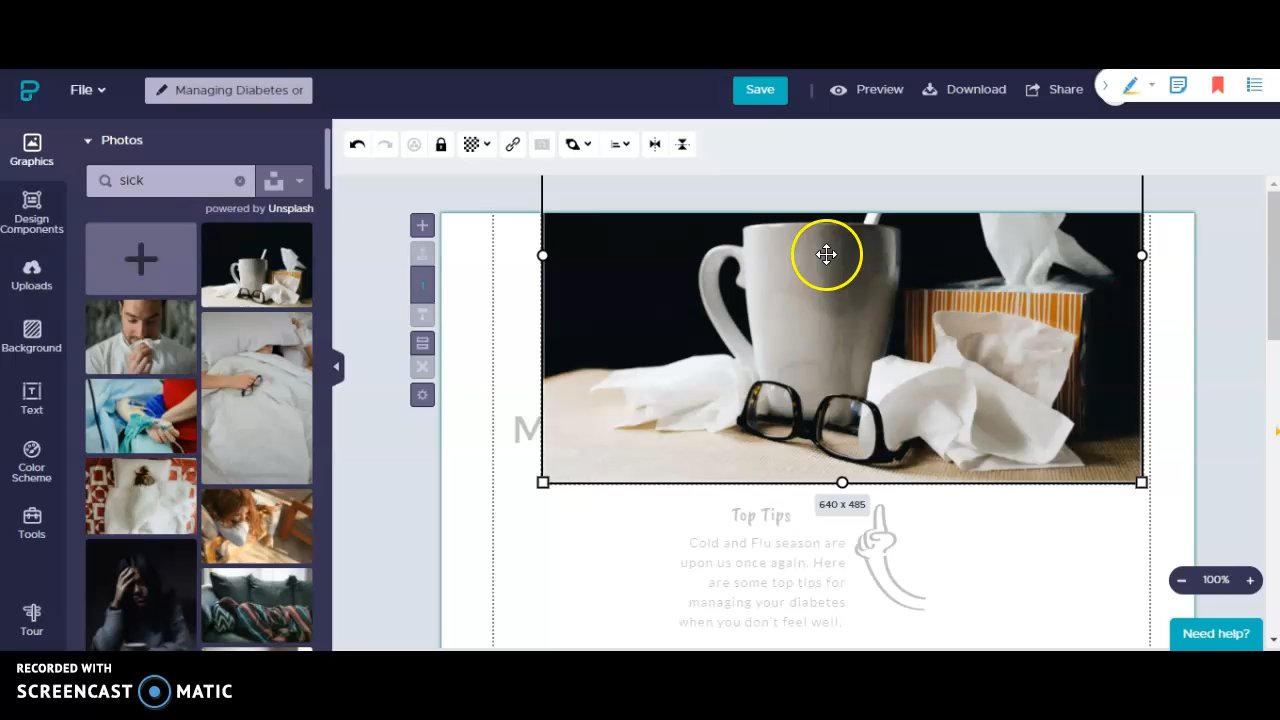 File
Managing Diabetes or
Save
Preview
Download
Share
Graphics
Photos
sick
powered by Unsplash
Design
Components
Uploads
Background
Text
Color
Scheme
Tools
Tour
1
M
640 x 485
Top Tips
Cold and Flu season are
upon us once again. Here
are some top tips for
managing your diabetes
when you don't feel well.
100%
Need help?
RECORDED WITH
SCREENCAST MATIC